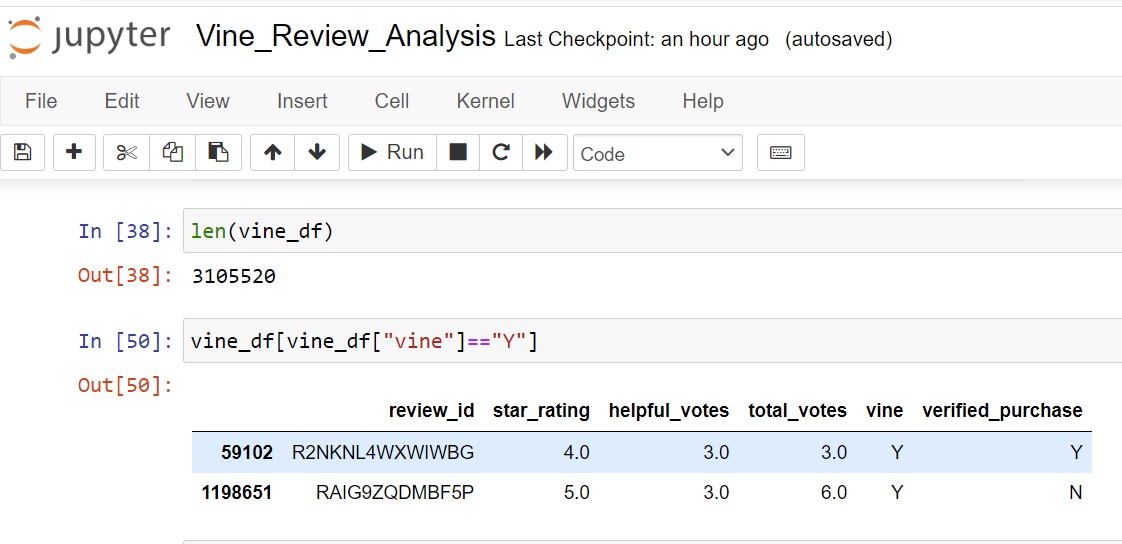 jupyter Vine_Review_Analysis Last Checkpoint: an hour ago (autosaved)
File Edit View Insert Cell Kernel Widgets Help
Run Code
In [38]: len(vine_df)
Out[38]: 3105520
In [50]: vine_df[vine_df["vine"]=="Y"]
Out[50]:
review_id star_rating helpful_votes total_votes vine verified_purchase
59102 R2NKNL4WXWIWBG 4.0 3.0 3.0 Y Y
1198651 RAIG9ZQDMBF5P 5.0 3.0 6.0 Y N